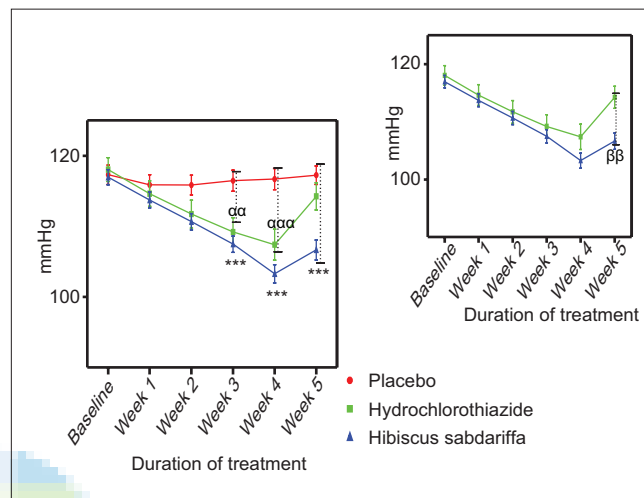 mmHg
120
100
αα
ααα
***
***
***
Baseline
Week 1
Week 2
Week 3
Week 4
Week 5
Duration of treatment
mmHg
120
100
ββ
Baseline
Week 1
Week 2
Week 3
Week 4
Week 5
Duration of treatment
Placebo
Hydrochlorothiazide
Hibiscus sabdariffa